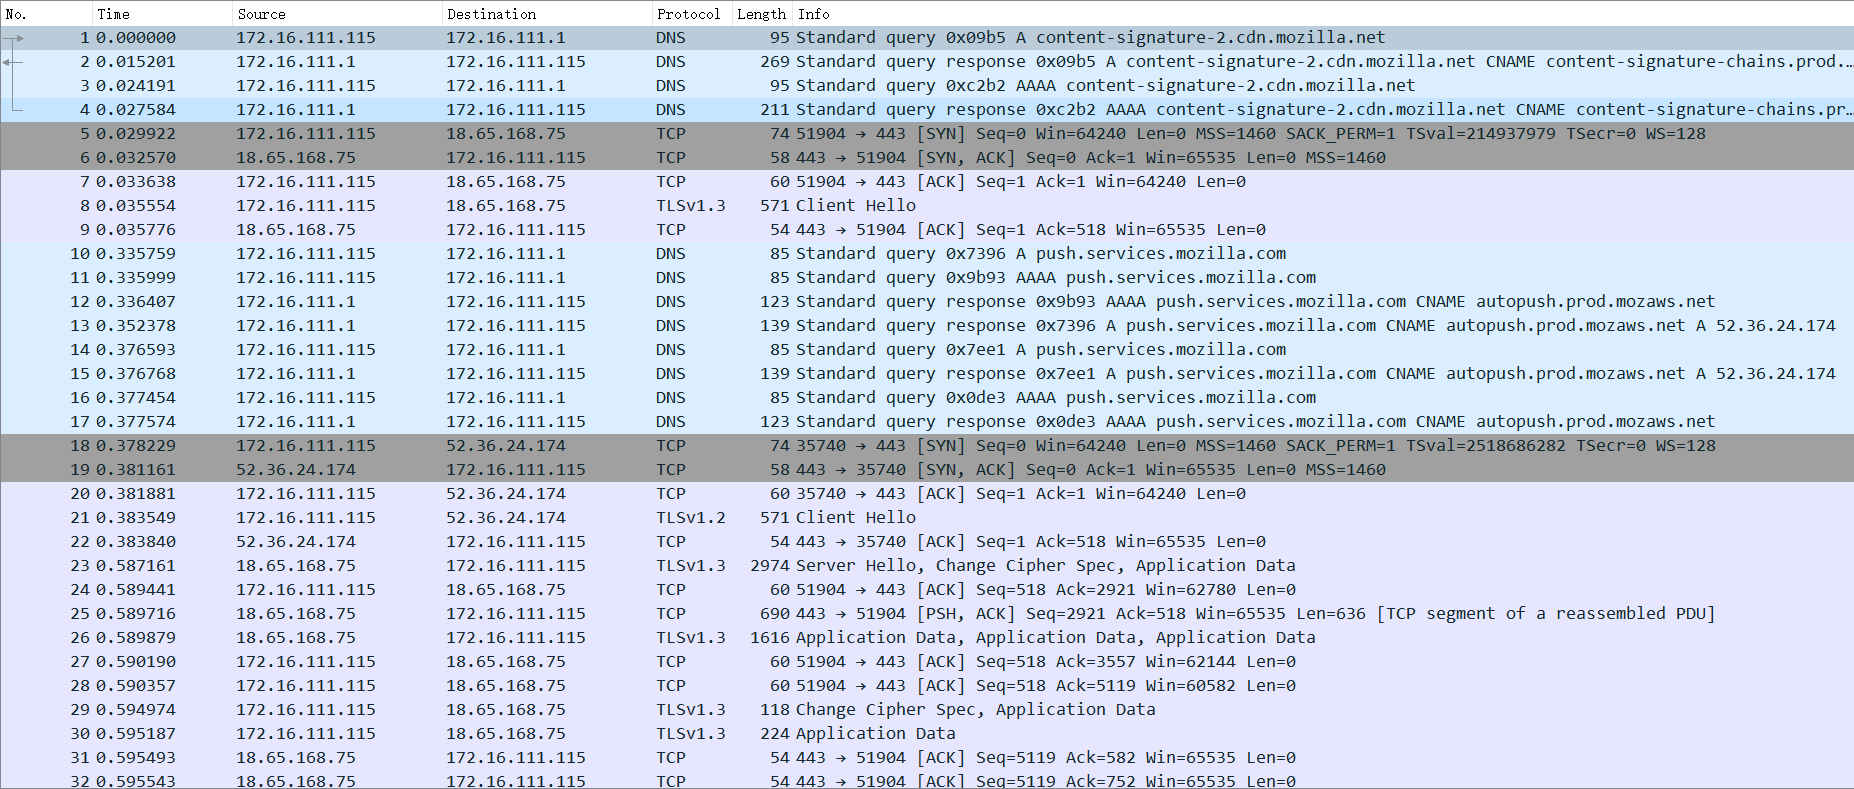 No. Time Source Destination Protocol Length Info
1 0.000000 172.16.111.115 172.16.111.1 DNS 95 Standard query 0x09b5 A content-signature-2.cdn.mozilla.net
2 0.015201 172.16.111.1 172.16.111.115 DNS 269 Standard query response 0x09b5 A content-signature-2.cdn.mozilla.net CNAME content-signature-chains.prod.…
3 0.024191 172.16.111.115 172.16.111.1 DNS 95 Standard query 0xc2b2 AAAA content-signature-2.cdn.mozilla.net
4 0.027584 172.16.111.1 172.16.111.115 DNS 211 Standard query response 0xc2b2 AAAA content-signature-2.cdn.mozilla.net CNAME content-signature-chains.pr…
5 0.029922 172.16.111.115 18.65.168.75 TCP 74 51904 → 443 [SYN] Seq=0 Win=64240 Len=0 MSS=1460 SACK_PERM=1 TSval=214937979 TSecr=0 WS=128
6 0.032570 18.65.168.75 172.16.111.115 TCP 58 443 → 51904 [SYN, ACK] Seq=0 Ack=1 Win=65535 Len=0 MSS=1460
7 0.033638 172.16.111.115 18.65.168.75 TCP 60 51904 → 443 [ACK] Seq=1 Ack=1 Win=64240 Len=0
8 0.035554 172.16.111.115 18.65.168.75 TLSv1.3 571 Client Hello
9 0.035776 18.65.168.75 172.16.111.115 TCP 54 443 → 51904 [ACK] Seq=1 Ack=518 Win=65535 Len=0
10 0.335759 172.16.111.115 172.16.111.1 DNS 85 Standard query 0x7396 A push.services.mozilla.com
11 0.335999 172.16.111.115 172.16.111.1 DNS 85 Standard query 0x9b93 AAAA push.services.mozilla.com
12 0.336407 172.16.111.1 172.16.111.115 DNS 123 Standard query response 0x9b93 AAAA push.services.mozilla.com CNAME autopush.prod.mozaws.net
13 0.352378 172.16.111.1 172.16.111.115 DNS 139 Standard query response 0x7396 A push.services.mozilla.com CNAME autopush.prod.mozaws.net A 52.36.24.174
14 0.376593 172.16.111.115 172.16.111.1 DNS 85 Standard query 0x7ee1 A push.services.mozilla.com
15 0.376768 172.16.111.1 172.16.111.115 DNS 139 Standard query response 0x7ee1 A push.services.mozilla.com CNAME autopush.prod.mozaws.net A 52.36.24.174
16 0.377454 172.16.111.115 172.16.111.1 DNS 85 Standard query 0x0de3 AAAA push.services.mozilla.com
17 0.377574 172.16.111.1 172.16.111.115 DNS 123 Standard query response 0x0de3 AAAA push.services.mozilla.com CNAME autopush.prod.mozaws.net
18 0.378229 172.16.111.115 52.36.24.174 TCP 74 35740 → 443 [SYN] Seq=0 Win=64240 Len=0 MSS=1460 SACK_PERM=1 TSval=2518686282 TSecr=0 WS=128
19 0.381161 52.36.24.174 172.16.111.115 TCP 58 443 → 35740 [SYN, ACK] Seq=0 Ack=1 Win=65535 Len=0 MSS=1460
20 0.381881 172.16.111.115 52.36.24.174 TCP 60 35740 → 443 [ACK] Seq=1 Ack=1 Win=64240 Len=0
21 0.383549 172.16.111.115 52.36.24.174 TLSv1.2 571 Client Hello
22 0.383840 52.36.24.174 172.16.111.115 TCP 54 443 → 35740 [ACK] Seq=1 Ack=518 Win=65535 Len=0
23 0.587161 18.65.168.75 172.16.111.115 TLSv1.3 2974 Server Hello, Change Cipher Spec, Application Data
24 0.589441 172.16.111.115 18.65.168.75 TCP 60 51904 → 443 [ACK] Seq=518 Ack=2921 Win=62780 Len=0
25 0.589716 18.65.168.75 172.16.111.115 TCP 690 443 → 51904 [PSH, ACK] Seq=2921 Ack=518 Win=65535 Len=636 [TCP segment of a reassembled PDU]
26 0.589879 18.65.168.75 172.16.111.115 TLSv1.3 1616 Application Data, Application Data, Application Data
27 0.590190 172.16.111.115 18.65.168.75 TCP 60 51904 → 443 [ACK] Seq=518 Ack=3557 Win=62144 Len=0
28 0.590357 172.16.111.115 18.65.168.75 TCP 60 51904 → 443 [ACK] Seq=518 Ack=5119 Win=60582 Len=0
29 0.594974 172.16.111.115 18.65.168.75 TLSv1.3 118 Change Cipher Spec, Application Data
30 0.595187 172.16.111.115 18.65.168.75 TLSv1.3 224 Application Data
31 0.595493 18.65.168.75 172.16.111.115 TCP 54 443 → 51904 [ACK] Seq=5119 Ack=582 Win=65535 Len=0
32 0.595543 18.65.168.75 172.16.111.115 TCP 54 443 → 51904 [ACK] Seq=5119 Ack=752 Win=65535 Len=0